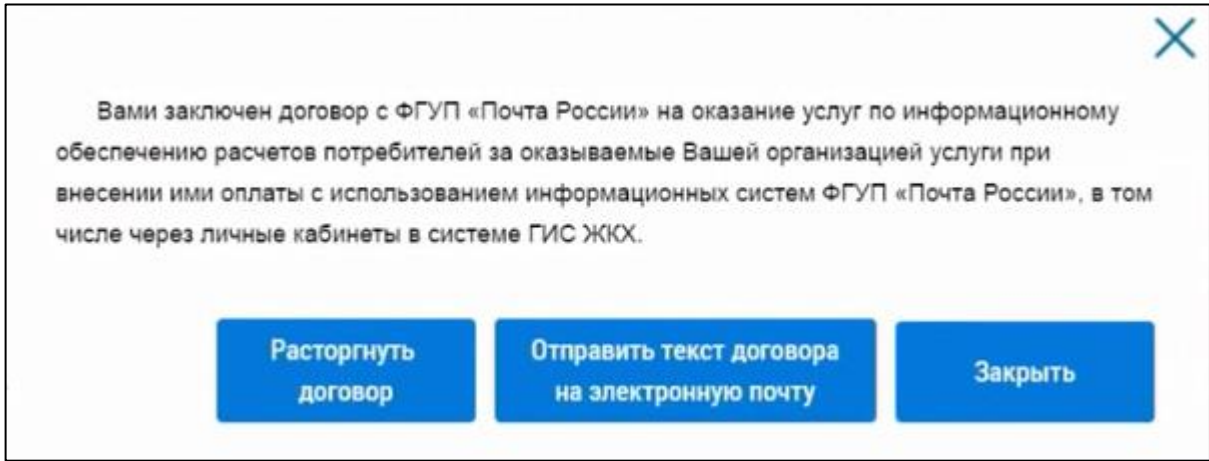 Вами заключен договор с ФГУП «Почта России» на оказание услуг по информационному
обеспечению расчетов потребителей за оказываемые Вашей организацией услуги при
внесении ими оплаты с использованием информационных систем ФГУП «Почта России», в том
числе через личные кабинеты в системе ГИС ЖКХ.
Расторгнуть
договор
Отправить текст договора
на электронную почту
Закрыть